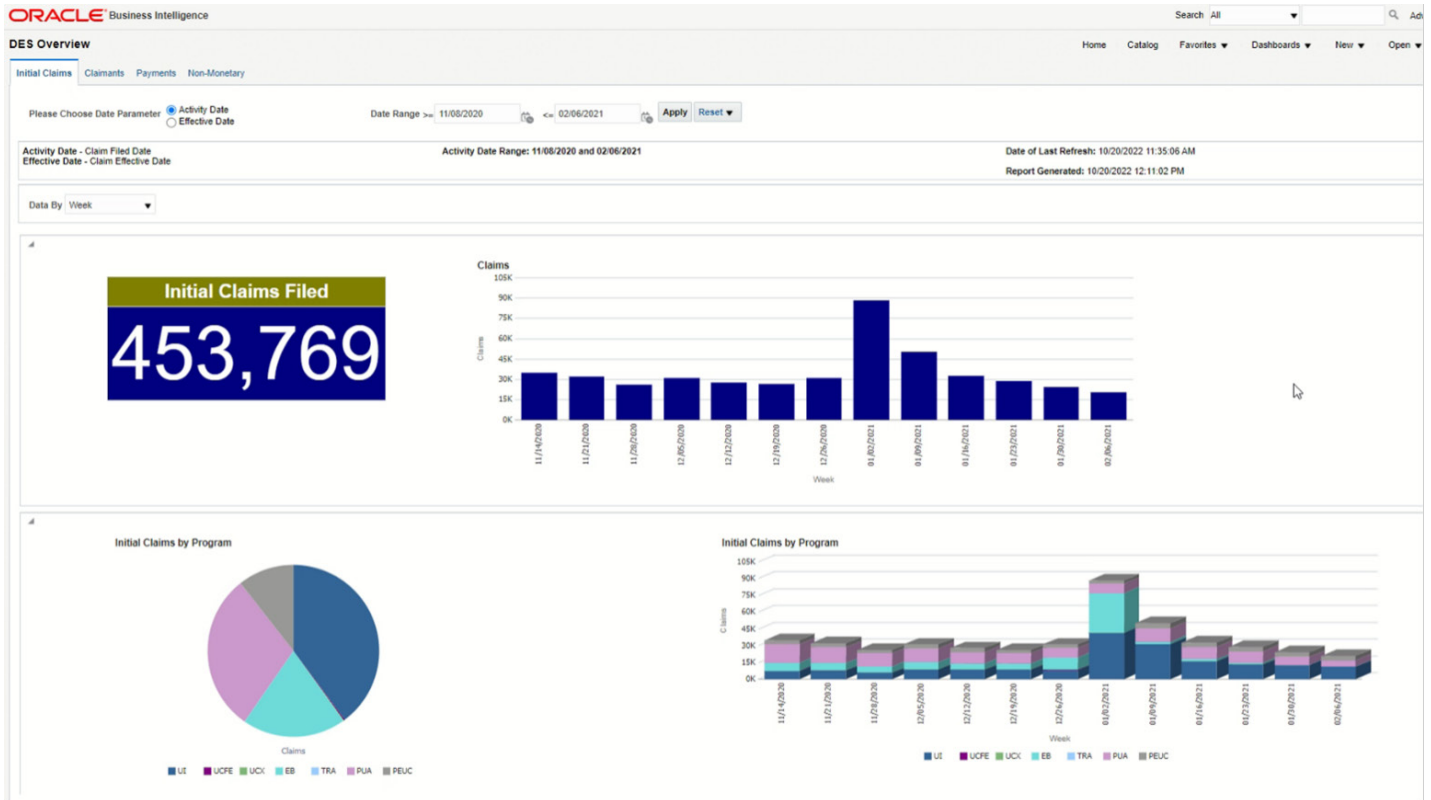 ORACLE Business Intelligence
Search All
DES Overview
Home Catalog Favorites Dashboards New Open
Initial Claims Claimants Payments Non-Monetary
Please Choose Date Parameter Activity Date
Effective Date
Date Range >= 11/08/2020 <= 02/06/2021 Apply Reset
Activity Date - Claim Filed Date
Effective Date - Claim Effective Date
Activity Date Range: 11/08/2020 and 02/06/2021
Date of Last Refresh: 10/20/2022 11:35:06 AM
Report Generated: 10/20/2022 12:11:02 PM
Data By Week
Initial Claims Filed
453,769
Claims
105K
90K
75K
60K
45K
30K
15K
0K
Claims
11/14/2020
11/21/2020
11/28/2020
12/05/2020
12/12/2020
12/19/2020
12/26/2020
01/02/2021
01/09/2021
01/16/2021
01/23/2021
01/30/2021
02/06/2021
Week
Initial Claims by Program
Claims
UI UCFE UCX EB TRA PUA PEUC
Initial Claims by Program
105K
90K
75K
60K
45K
30K
15K
0K
Claims
11/14/2020
11/21/2020
11/28/2020
12/05/2020
12/12/2020
12/19/2020
12/26/2020
01/02/2021
01/09/2021
01/16/2021
01/23/2021
01/30/2021
02/06/2021
Week
UI UCFE UCX EB TRA PUA PEUC